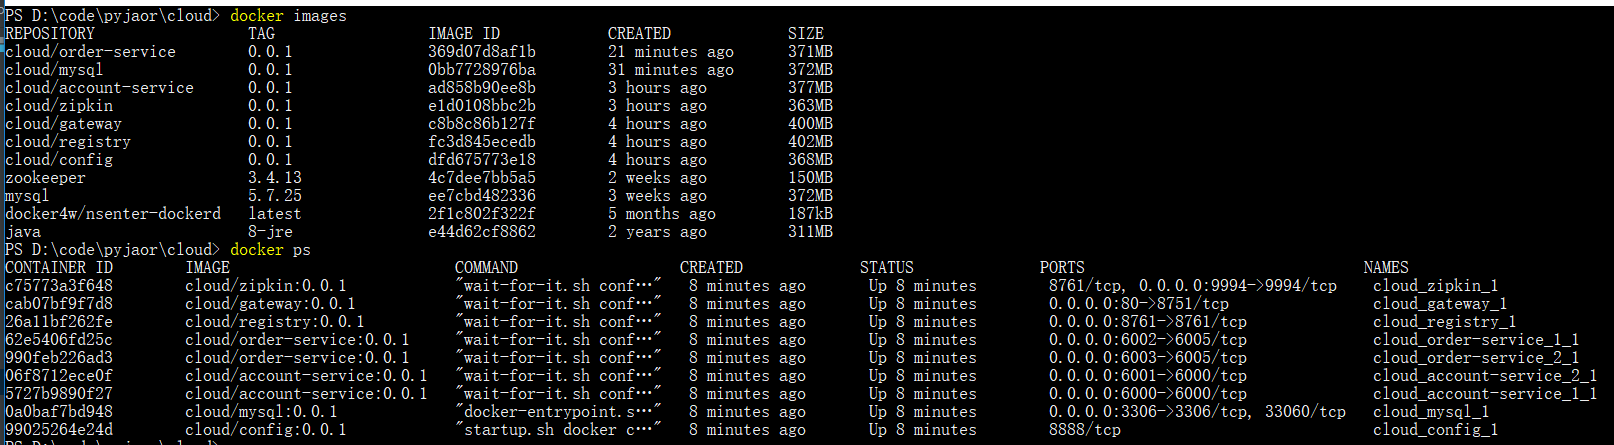 PS D:\code\pyjaor\cloud> docker images
REPOSITORY TAG IMAGE ID CREATED SIZE
cloud/order-service 0.0.1 369d07d8af1b 21 minutes ago 371MB
cloud/mysql 0.0.1 0bb7728976ba 31 minutes ago 372MB
cloud/account-service 0.0.1 ad858b90ee8b 3 hours ago 377MB
cloud/zipkin 0.0.1 e1d0108bbc2b 3 hours ago 363MB
cloud/gateway 0.0.1 c8b8c86b127f 4 hours ago 400MB
cloud/registry 0.0.1 fc3d845ecedb 4 hours ago 402MB
cloud/config 0.0.1 dfd675773e18 4 hours ago 368MB
zookeeper 3.4.13 4c7dee7bb5a5 2 weeks ago 150MB
mysql 5.7.25 ee7cbd482336 3 weeks ago 372MB
docker4w/nsenter-dockerd latest 2f1c802f322f 5 months ago 187kB
java 8-jre e44d62cf8862 2 years ago 311MB
PS D:\code\pyjaor\cloud> docker ps
CONTAINER ID IMAGE COMMAND CREATED STATUS PORTS NAMES
c75773a3f648 cloud/zipkin:0.0.1 "wait-for-it.sh conf…" 8 minutes ago Up 8 minutes 8761/tcp, 0.0.0.0:9994->9994/tcp cloud_zipkin_1
cab07bf9f7d8 cloud/gateway:0.0.1 "wait-for-it.sh conf…" 8 minutes ago Up 8 minutes 0.0.0.0:80->8751/tcp cloud_gateway_1
26a11bf262fe cloud/registry:0.0.1 "wait-for-it.sh conf…" 8 minutes ago Up 8 minutes 0.0.0.0:8761->8761/tcp cloud_registry_1
62e5406fd25c cloud/order-service:0.0.1 "wait-for-it.sh conf…" 8 minutes ago Up 8 minutes 0.0.0.0:6002->6005/tcp cloud_order-service_1_1
990feb226ad3 cloud/order-service:0.0.1 "wait-for-it.sh conf…" 8 minutes ago Up 8 minutes 0.0.0.0:6003->6005/tcp cloud_order-service_2_1
06f8712ece0f cloud/account-service:0.0.1 "wait-for-it.sh conf…" 8 minutes ago Up 8 minutes 0.0.0.0:6001->6000/tcp cloud_account-service_2_1
5727b9890f27 cloud/account-service:0.0.1 "wait-for-it.sh conf…" 8 minutes ago Up 8 minutes 0.0.0.0:6000->6000/tcp cloud_account-service_1_1
0a0baf7bd948 cloud/mysql:0.0.1 "docker-entrypoint.s…" 8 minutes ago Up 8 minutes 0.0.0.0:3306->3306/tcp, 33060/tcp cloud_mysql_1
99025264e24d cloud/config:0.0.1 "startup.sh docker c…" 8 minutes ago Up 8 minutes 8888/tcp cloud_config_1